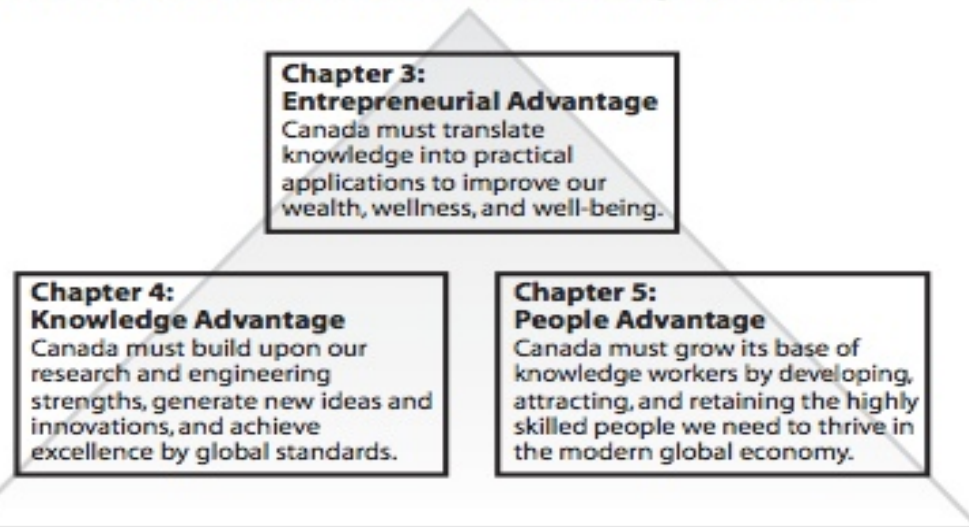 Chapter 3:
Entrepreneurial Advantage
Canada must translate
knowledge into practical
applications to improve our
wealth, wellness, and well-being.
Chapter 4:
Knowledge Advantage
Canada must build upon our
research and engineering
strengths, generate new ideas and
innovations, and achieve
excellence by global standards.
Chapter 5:
People Advantage
Canada must grow its base of
knowledge workers by developing,
attracting, and retaining the highly
skilled people we need to thrive in
the modern global economy.